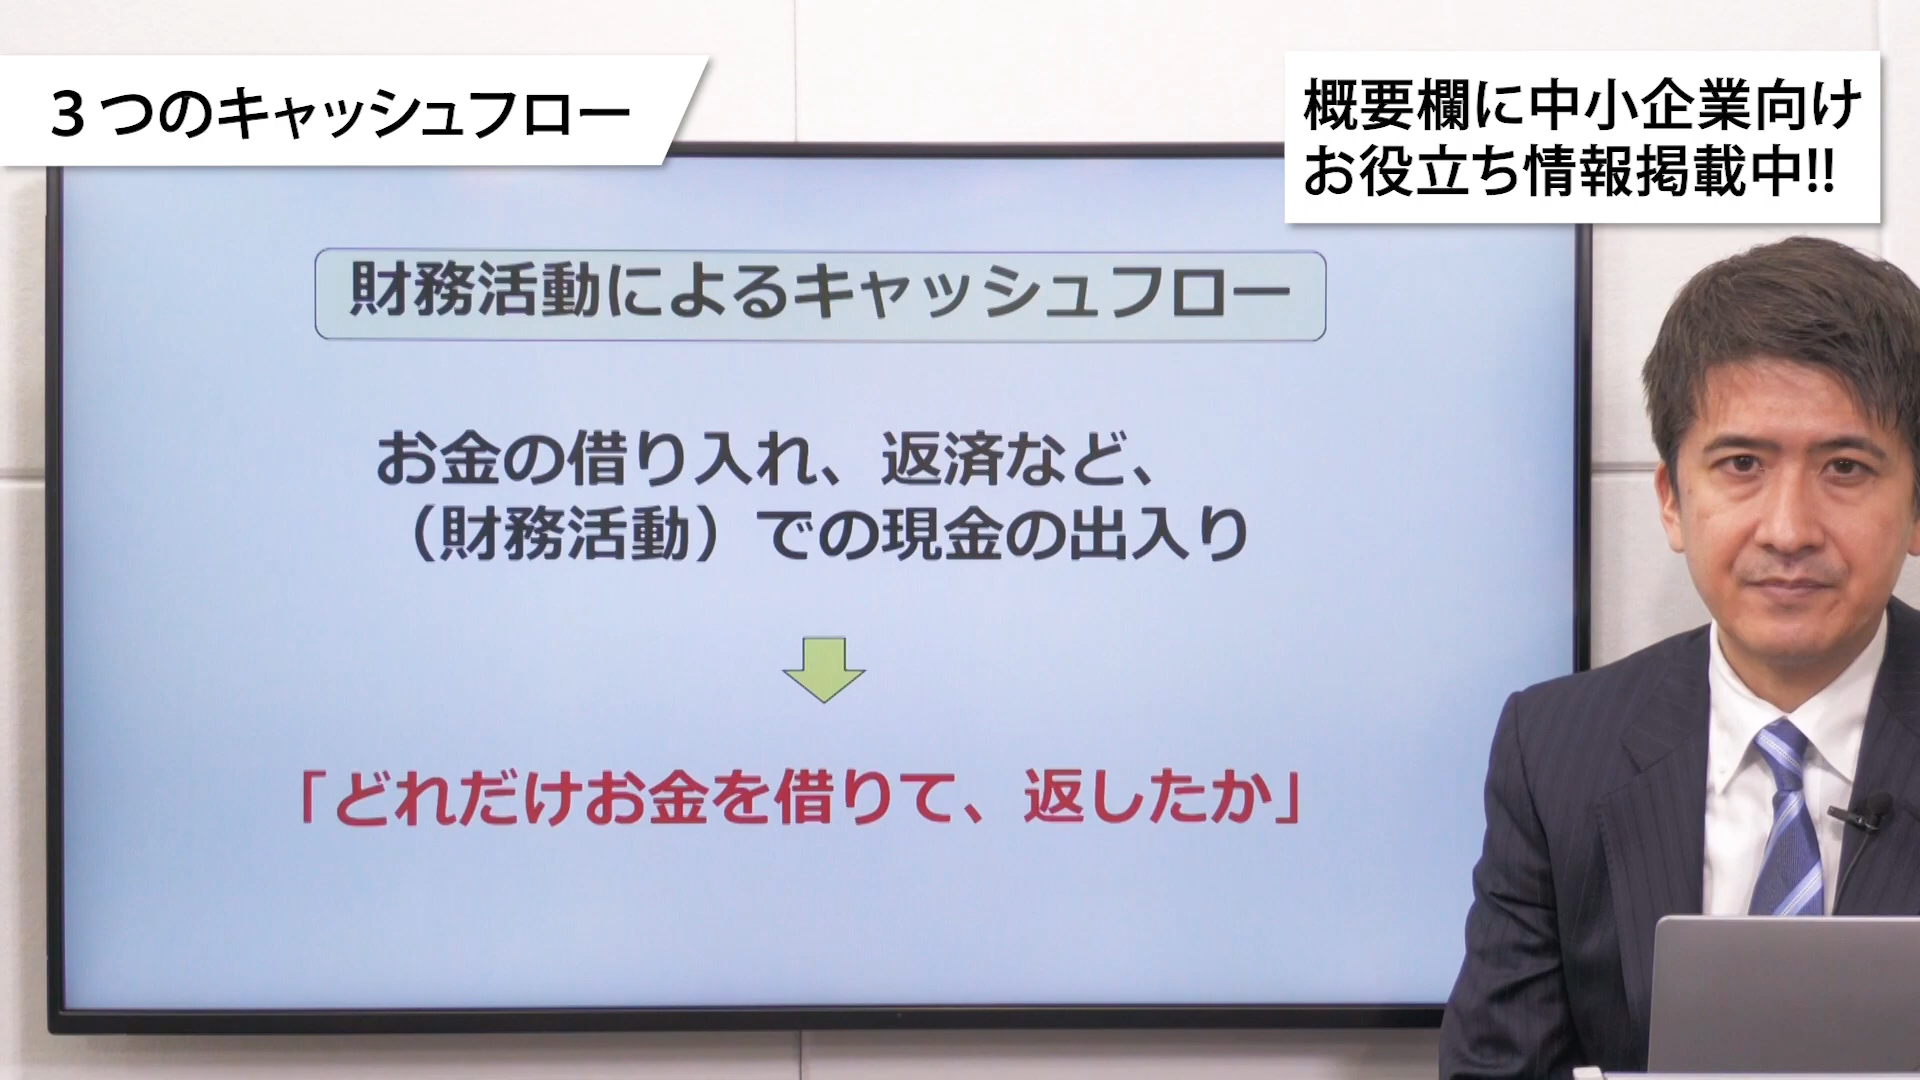 ３つのキャッシュフロー
概要欄に中小企業向け
お役立ち情報掲載中!!
財務活動によるキャッシュフロー
お金の借り入れ、返済など、
（財務活動）での現金の出入り
「どれだけお金を借りて、返したか」